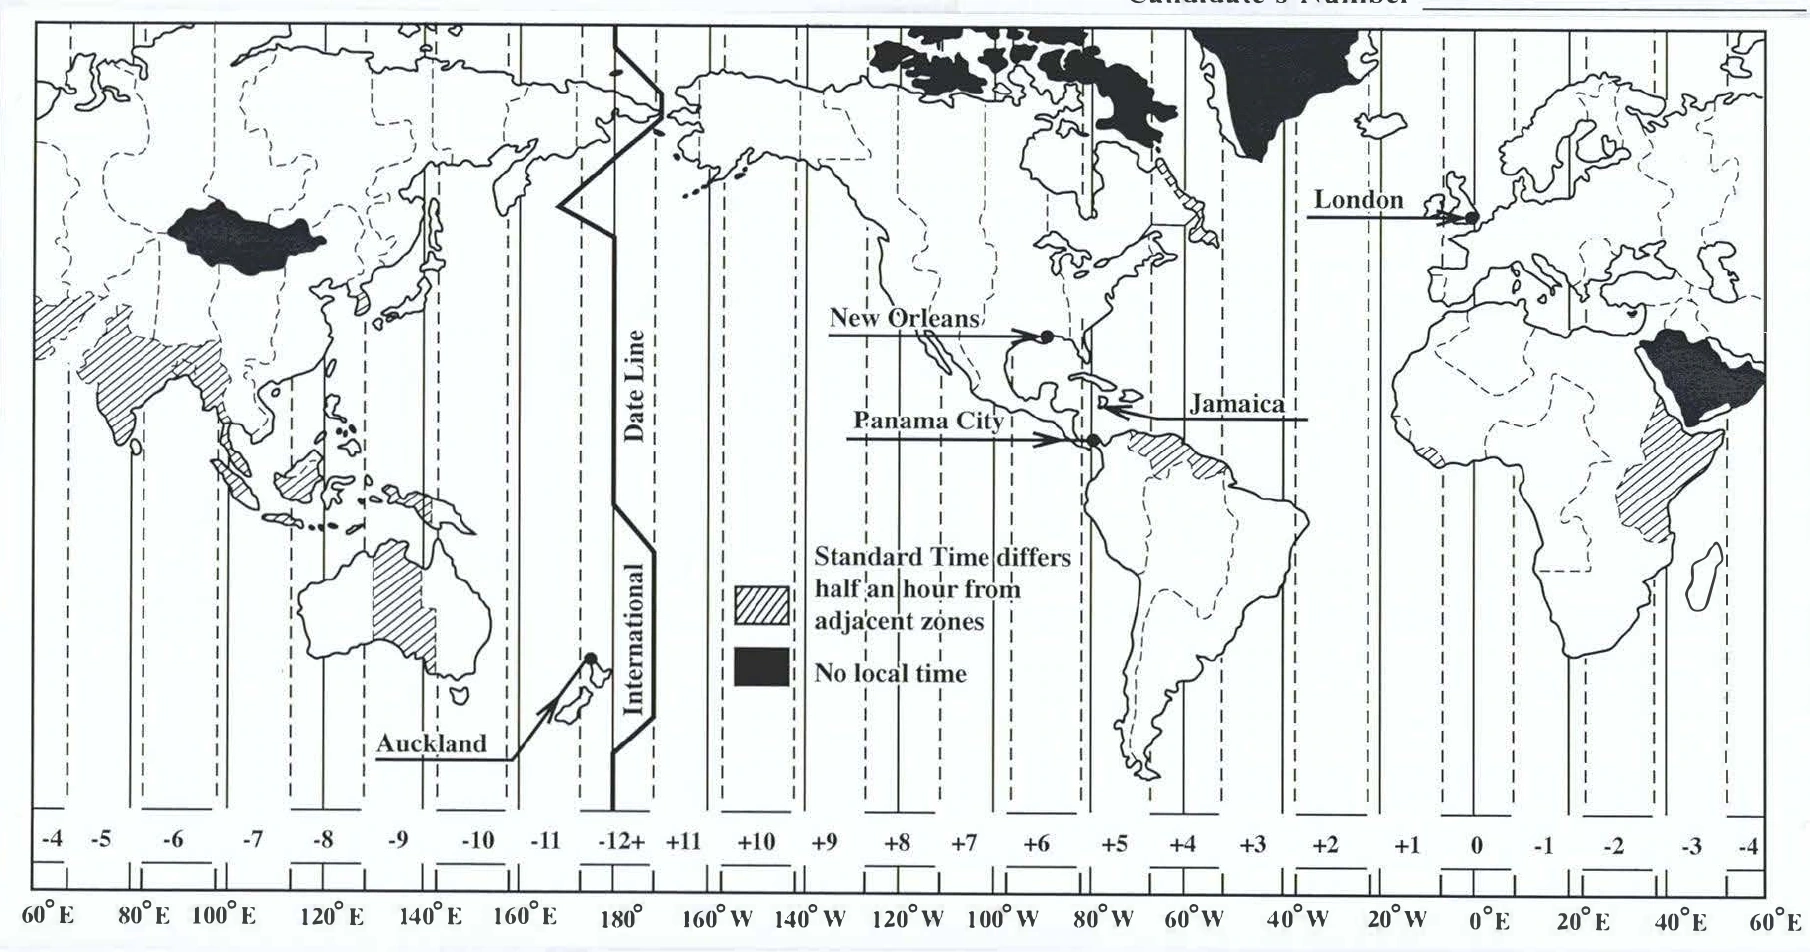 Candidate's Number
London
New Orleans
Jamaica
Panama City
Date Line
International
Standard Time differs
half an hour from
adjacent zones
No local time
Auckland
-4 -5 -6 -7 -8 -9 -10 -11 -12+ +11 +10 +9 +8 +7 +6 +5 +4 +3 +2 +1 0 -1 -2 -3 -4
60°E 80°E 100°E 120°E 140°E 160°E 180° 160°W 140°W 120°W 100°W 80°W 60°W 40°W 20°W 0°E 20°E 40°E 60°E